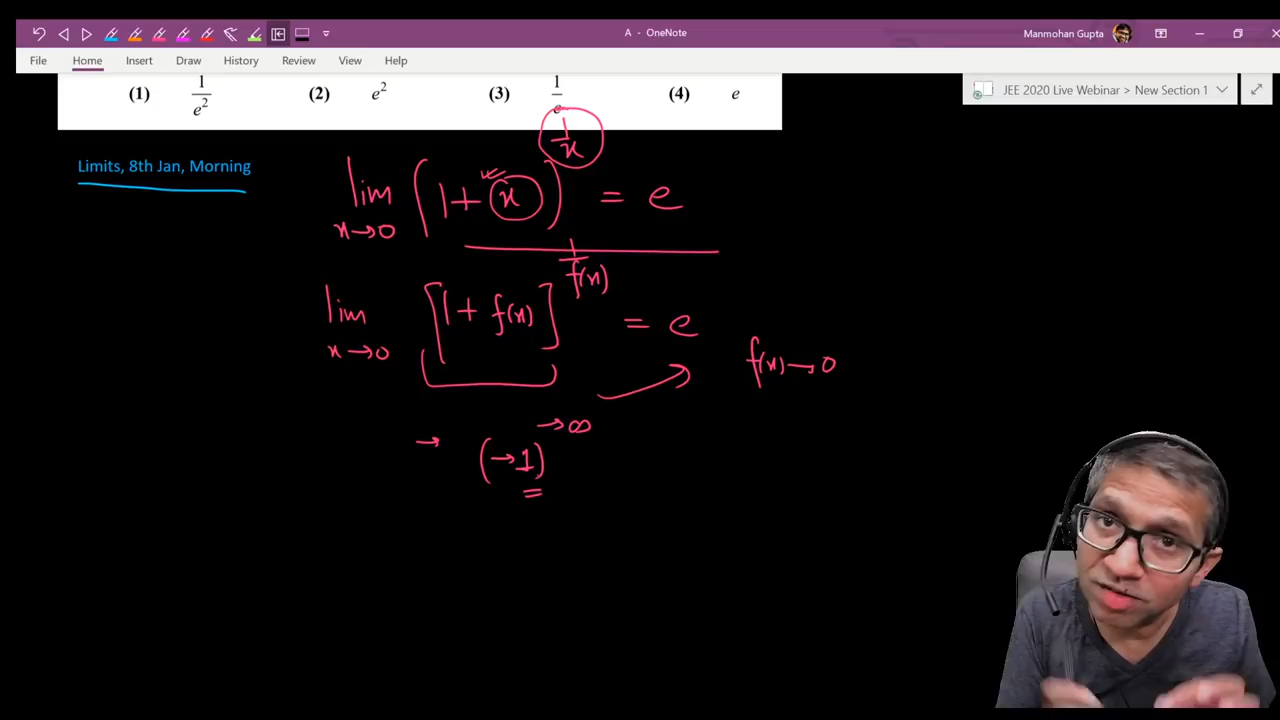 A - OneNote
Manmohan Gupta
File Home Insert Draw History Review View Help
JEE 2020 Live Webinar > New Section 1
(1) 1/e² (2) e² (3) 1/e (4) e
Limits, 8th Jan, Morning
lim x→0 (1 + x)^(1/x) = e
lim x→0 [1 + f(x)]^(1/f(x)) = e
f(x) → 0
→ (→1)^(→∞)